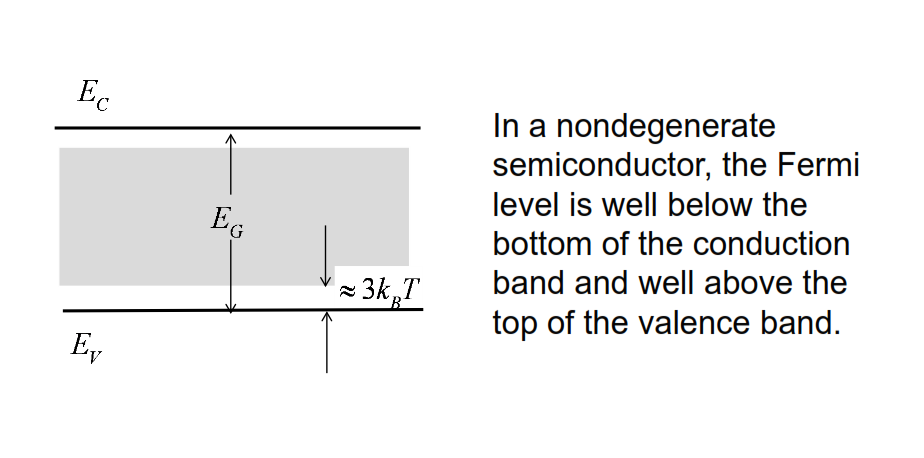 E_C
In a nondegenerate
semiconductor, the Fermi
level is well below the
bottom of the conduction
band and well above the
top of the valence band.
E_G
≈ 3k_BT
E_V